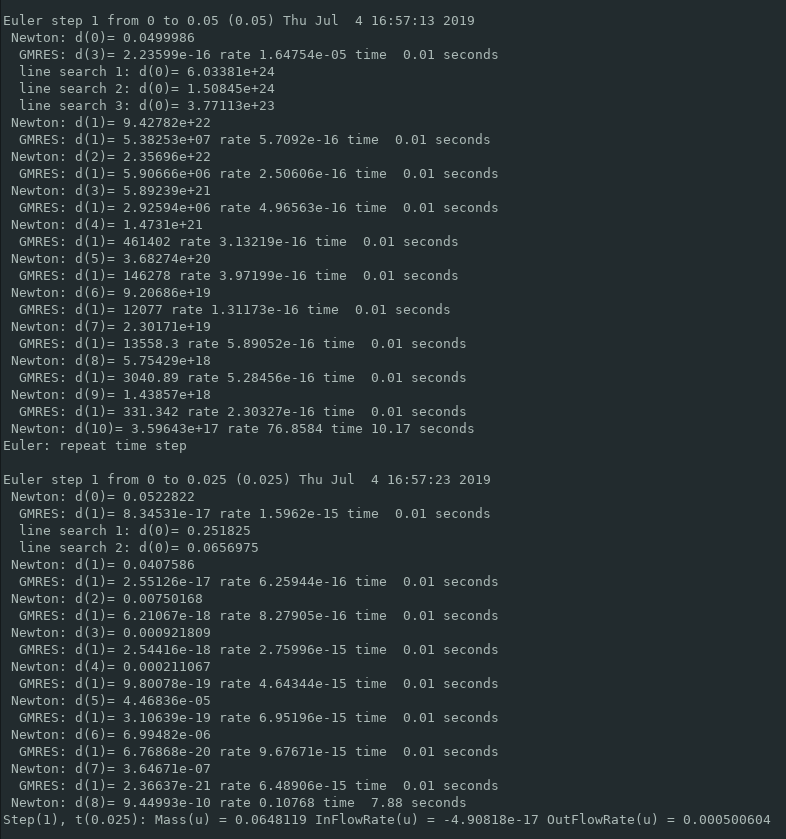 Euler step 1 from 0 to 0.05 (0.05) Thu Jul  4 16:57:13 2019
 Newton: d(0)= 0.0499986
  GMRES: d(3)= 2.23599e-16 rate 1.64754e-05 time  0.01 seconds
  line search 1: d(0)= 6.03381e+24
  line search 2: d(0)= 1.50845e+24
  line search 3: d(0)= 3.77113e+23
 Newton: d(1)= 9.42782e+22
  GMRES: d(1)= 5.38253e+07 rate 5.7092e-16 time  0.01 seconds
 Newton: d(2)= 2.35696e+22
  GMRES: d(1)= 5.90666e+06 rate 2.50606e-16 time  0.01 seconds
 Newton: d(3)= 5.89239e+21
  GMRES: d(1)= 2.92594e+06 rate 4.96563e-16 time  0.01 seconds
 Newton: d(4)= 1.4731e+21
  GMRES: d(1)= 461402 rate 3.13219e-16 time  0.01 seconds
 Newton: d(5)= 3.68274e+20
  GMRES: d(1)= 146278 rate 3.97199e-16 time  0.01 seconds
 Newton: d(6)= 9.20686e+19
  GMRES: d(1)= 12077 rate 1.31173e-16 time  0.01 seconds
 Newton: d(7)= 2.30171e+19
  GMRES: d(1)= 13558.3 rate 5.89052e-16 time  0.01 seconds
 Newton: d(8)= 5.75429e+18
  GMRES: d(1)= 3040.89 rate 5.28456e-16 time  0.01 seconds
 Newton: d(9)= 1.43857e+18
  GMRES: d(1)= 331.342 rate 2.30327e-16 time  0.01 seconds
 Newton: d(10)= 3.59643e+17 rate 76.8584 time 10.17 seconds
Euler: repeat time step

Euler step 1 from 0 to 0.025 (0.025) Thu Jul  4 16:57:23 2019
 Newton: d(0)= 0.0522822
  GMRES: d(1)= 8.34531e-17 rate 1.5962e-15 time  0.01 seconds
  line search 1: d(0)= 0.251825
  line search 2: d(0)= 0.0656975
 Newton: d(1)= 0.0407586
  GMRES: d(1)= 2.55126e-17 rate 6.25944e-16 time  0.01 seconds
 Newton: d(2)= 0.00750168
  GMRES: d(1)= 6.21067e-18 rate 8.27905e-16 time  0.01 seconds
 Newton: d(3)= 0.000921809
  GMRES: d(1)= 2.54416e-18 rate 2.75996e-15 time  0.01 seconds
 Newton: d(4)= 0.000211067
  GMRES: d(1)= 9.80078e-19 rate 4.64344e-15 time  0.01 seconds
 Newton: d(5)= 4.46836e-05
  GMRES: d(1)= 3.10639e-19 rate 6.95196e-15 time  0.01 seconds
 Newton: d(6)= 6.99482e-06
  GMRES: d(1)= 6.76868e-20 rate 9.67671e-15 time  0.01 seconds
 Newton: d(7)= 3.64671e-07
  GMRES: d(1)= 2.36637e-21 rate 6.48906e-15 time  0.01 seconds
 Newton: d(8)= 9.44993e-10 rate 0.10768 time  7.88 seconds
Step(1), t(0.025): Mass(u) = 0.0648119 InFlowRate(u) = -4.90818e-17 OutFlowRate(u) = 0.000500604